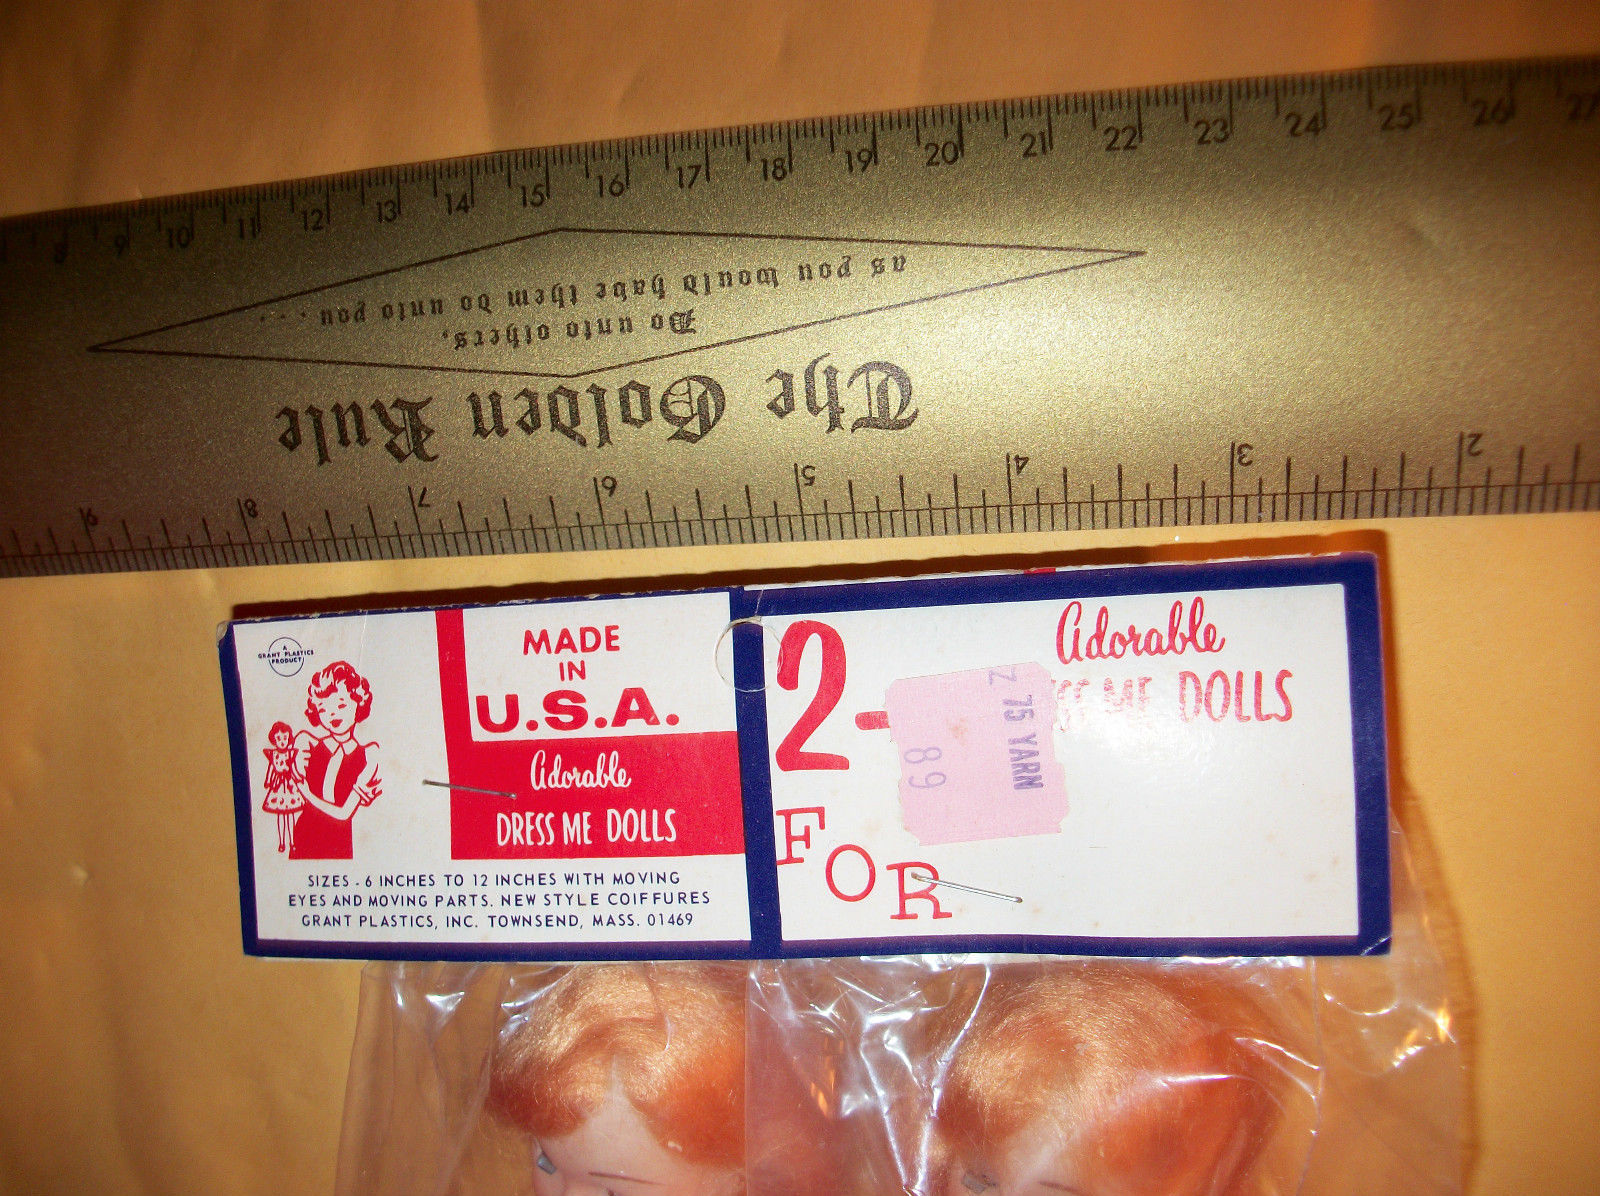 8 9 10 11 12 13 14 15 16 17 18 19 20 21 22 23 24 25 26 27
The Golden Rule
Do unto others,
as you would have them do unto you . . .
2 3 4 5 6 7 8 9
A
GRANT PLASTICS
PRODUCT
MADE
IN
U.S.A.
Adorable
DRESS ME DOLLS
SIZES - 6 INCHES TO 12 INCHES WITH MOVING
EYES AND MOVING PARTS. NEW STYLE COIFFURES
GRANT PLASTICS, INC. TOWNSEND, MASS. 01469
2-
FOR
Adorable
ESS ME DOLLS
Z 75 YARN
89